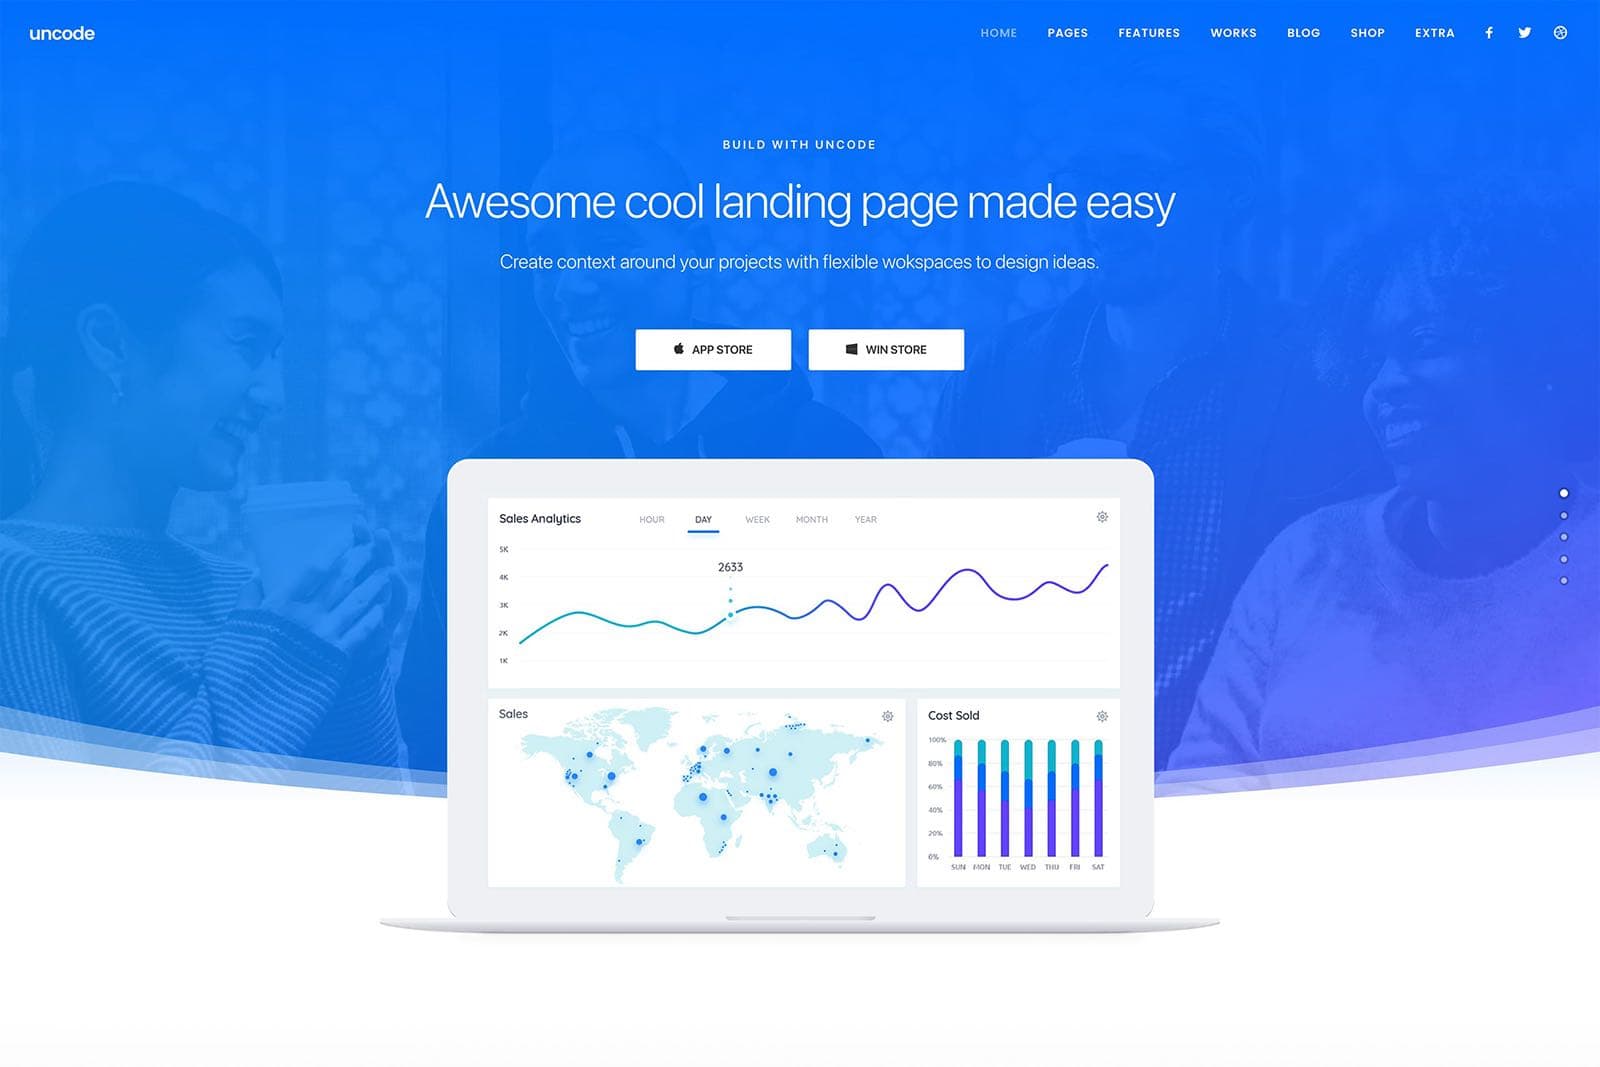 uncode
HOME PAGES FEATURES WORKS BLOG SHOP EXTRA
BUILD WITH UNCODE
Awesome cool landing page made easy
Create context around your projects with flexible wokspaces to design ideas.
APP STORE WIN STORE
Sales Analytics HOUR DAY WEEK MONTH YEAR
5K
2633
4K
3K
2K
1K
Sales
Cost Sold
100%
80%
60%
40%
20%
0%
SUN MON TUE WED THU FRI SAT